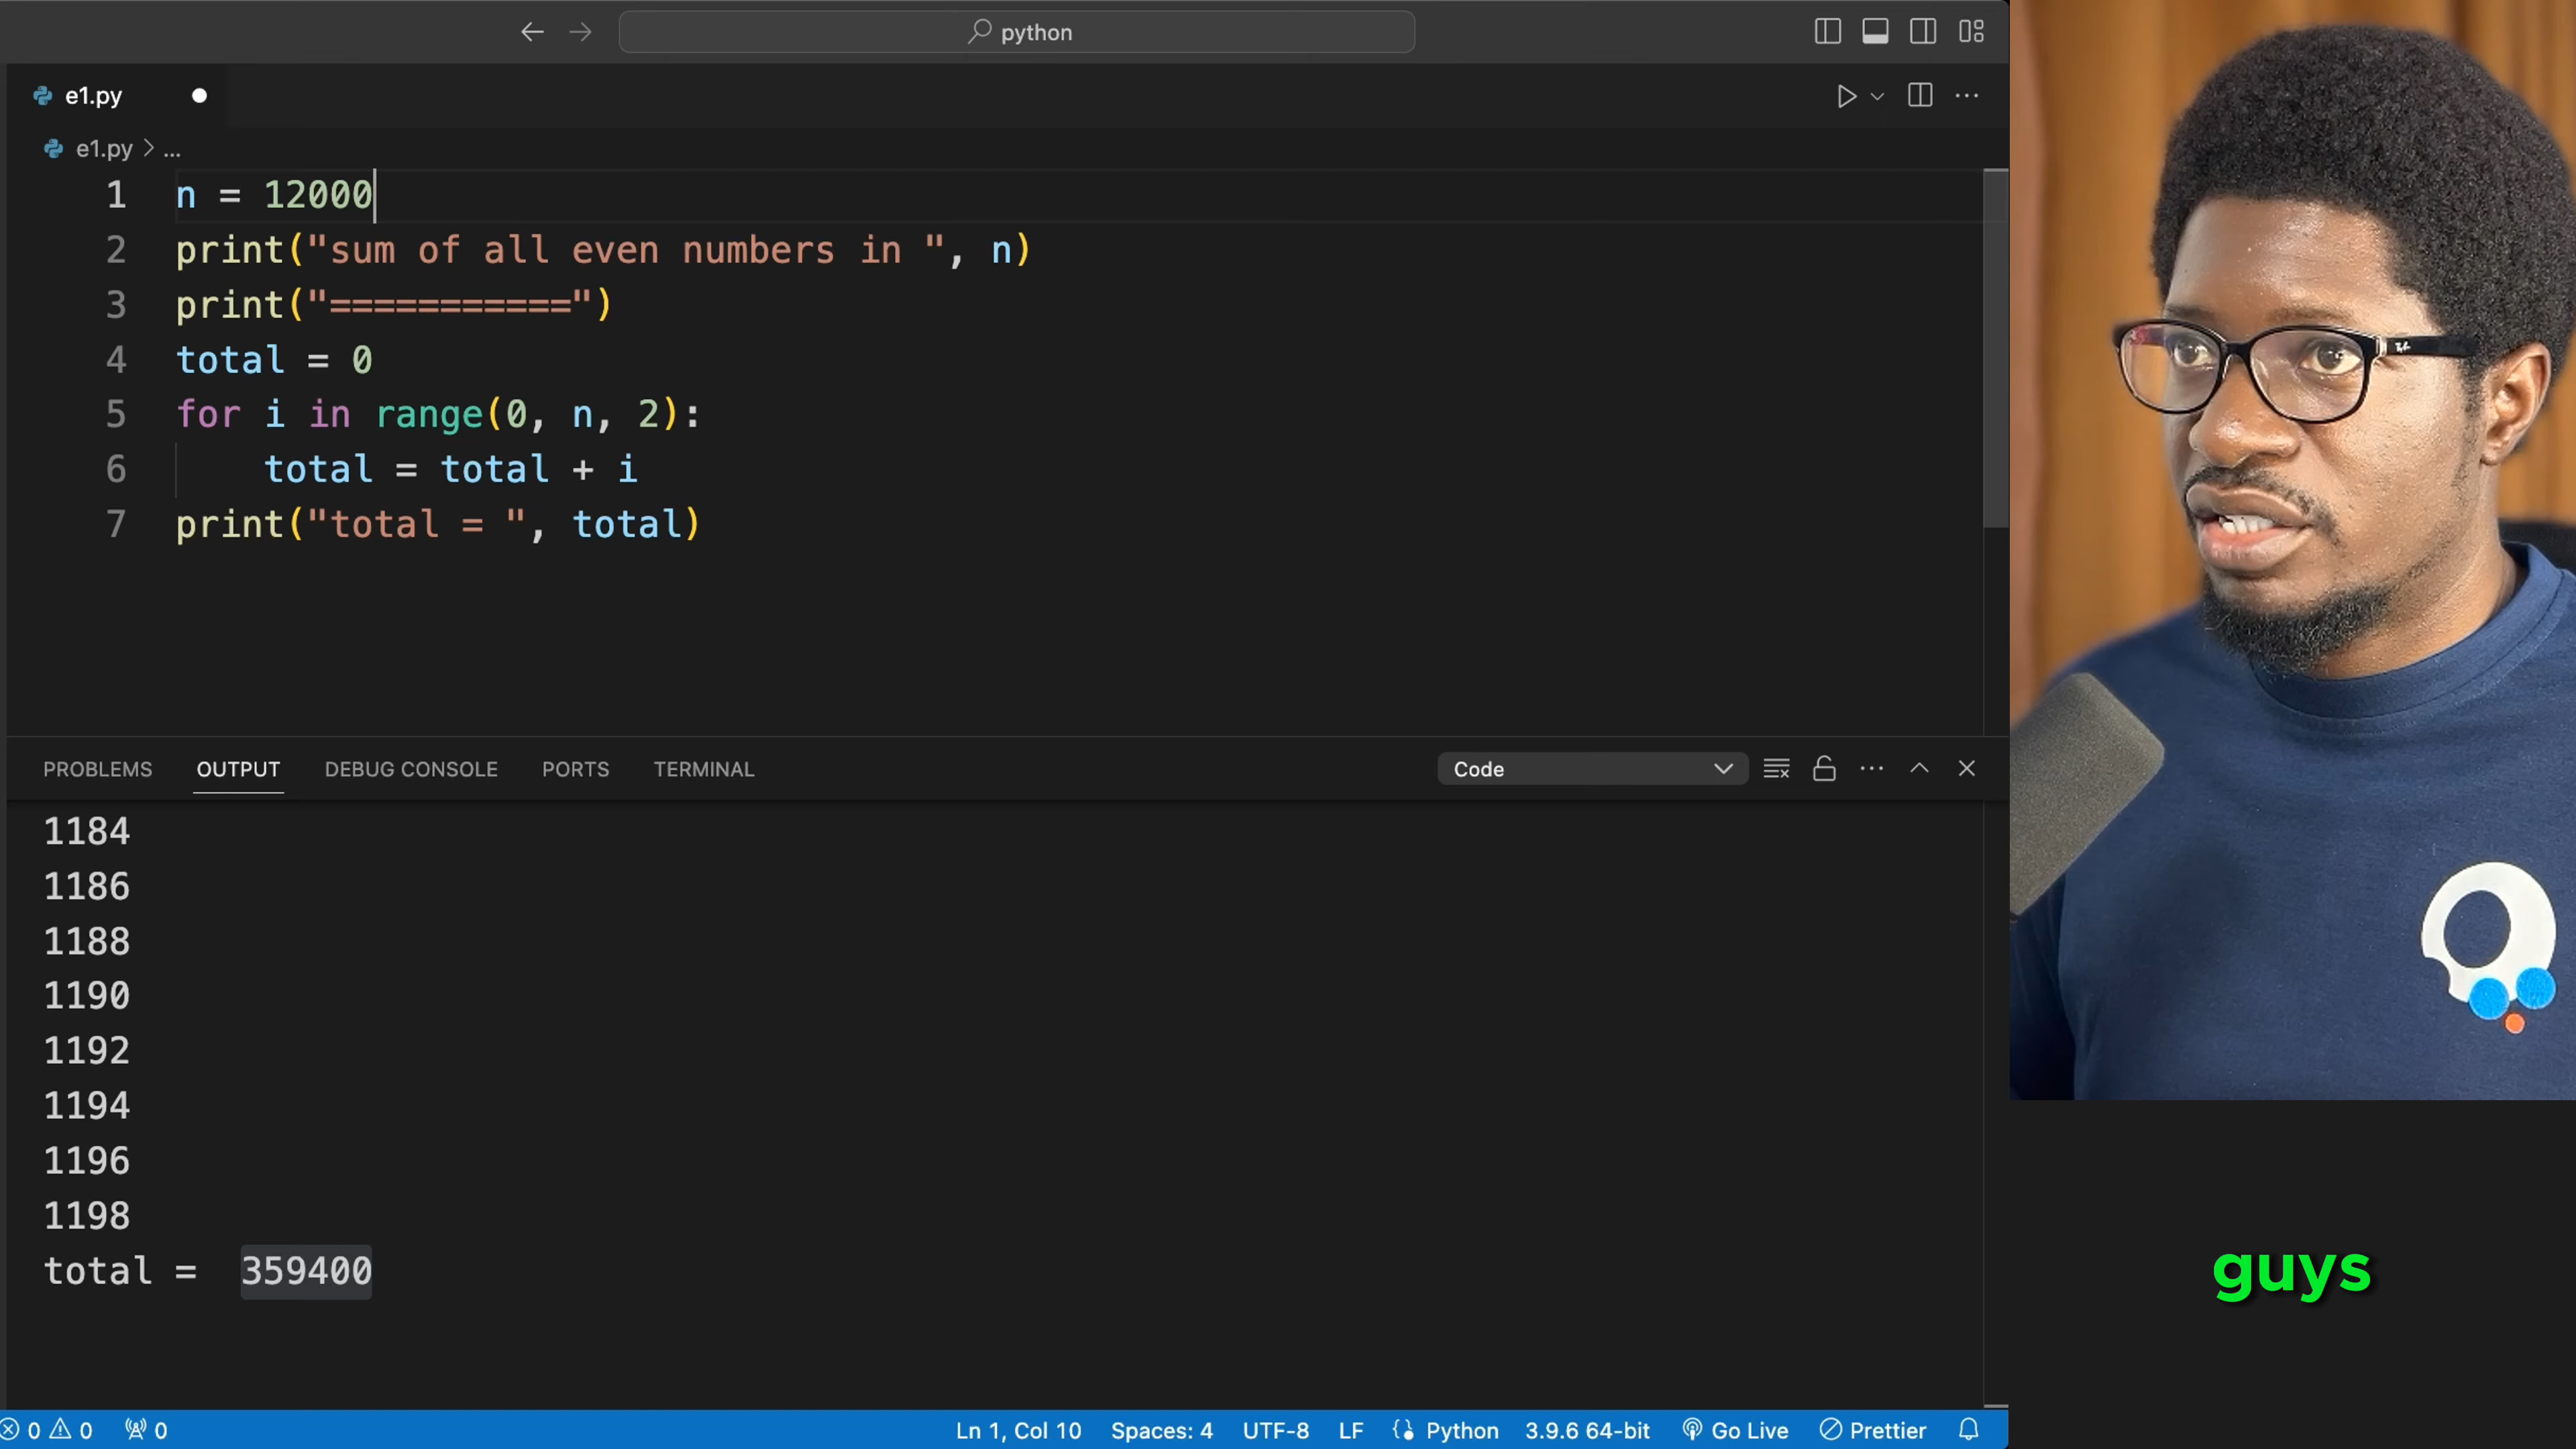 python
e1.py
e1.py > ...
1 n = 12000
2 print("sum of all even numbers in ", n)
3 print("===========")
4 total = 0
5 for i in range(0, n, 2):
6     total = total + i
7 print("total = ", total)
PROBLEMS OUTPUT DEBUG CONSOLE PORTS TERMINAL Code
1184
1186
1188
1190
1192
1194
1196
1198
total =  359400
guys
0 0 0 Ln 1, Col 10 Spaces: 4 UTF-8 LF Python 3.9.6 64-bit Go Live Prettier